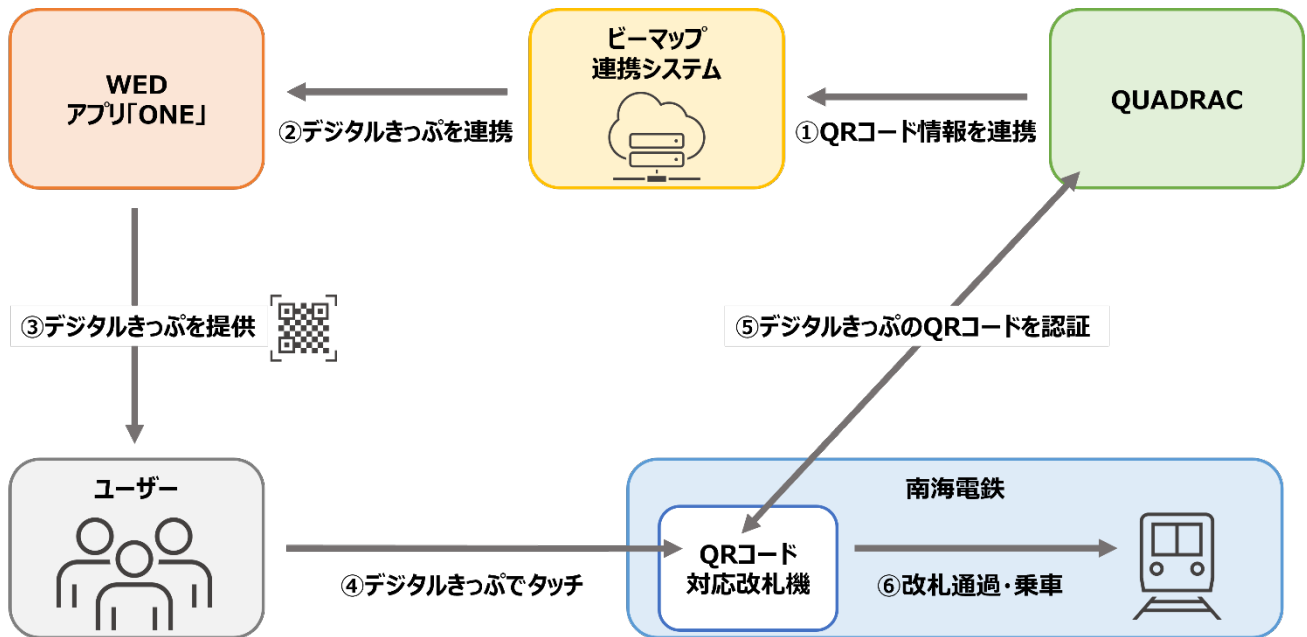 WED
アプリ「ONE」
ビーマップ
連携システム
QUADRAC
②デジタルきっぷを連携
①QRコード情報を連携
③デジタルきっぷを提供
⑤デジタルきっぷのQRコードを認証
ユーザー
南海電鉄
④デジタルきっぷでタッチ
QRコード
対応改札機
⑥改札通過・乗車